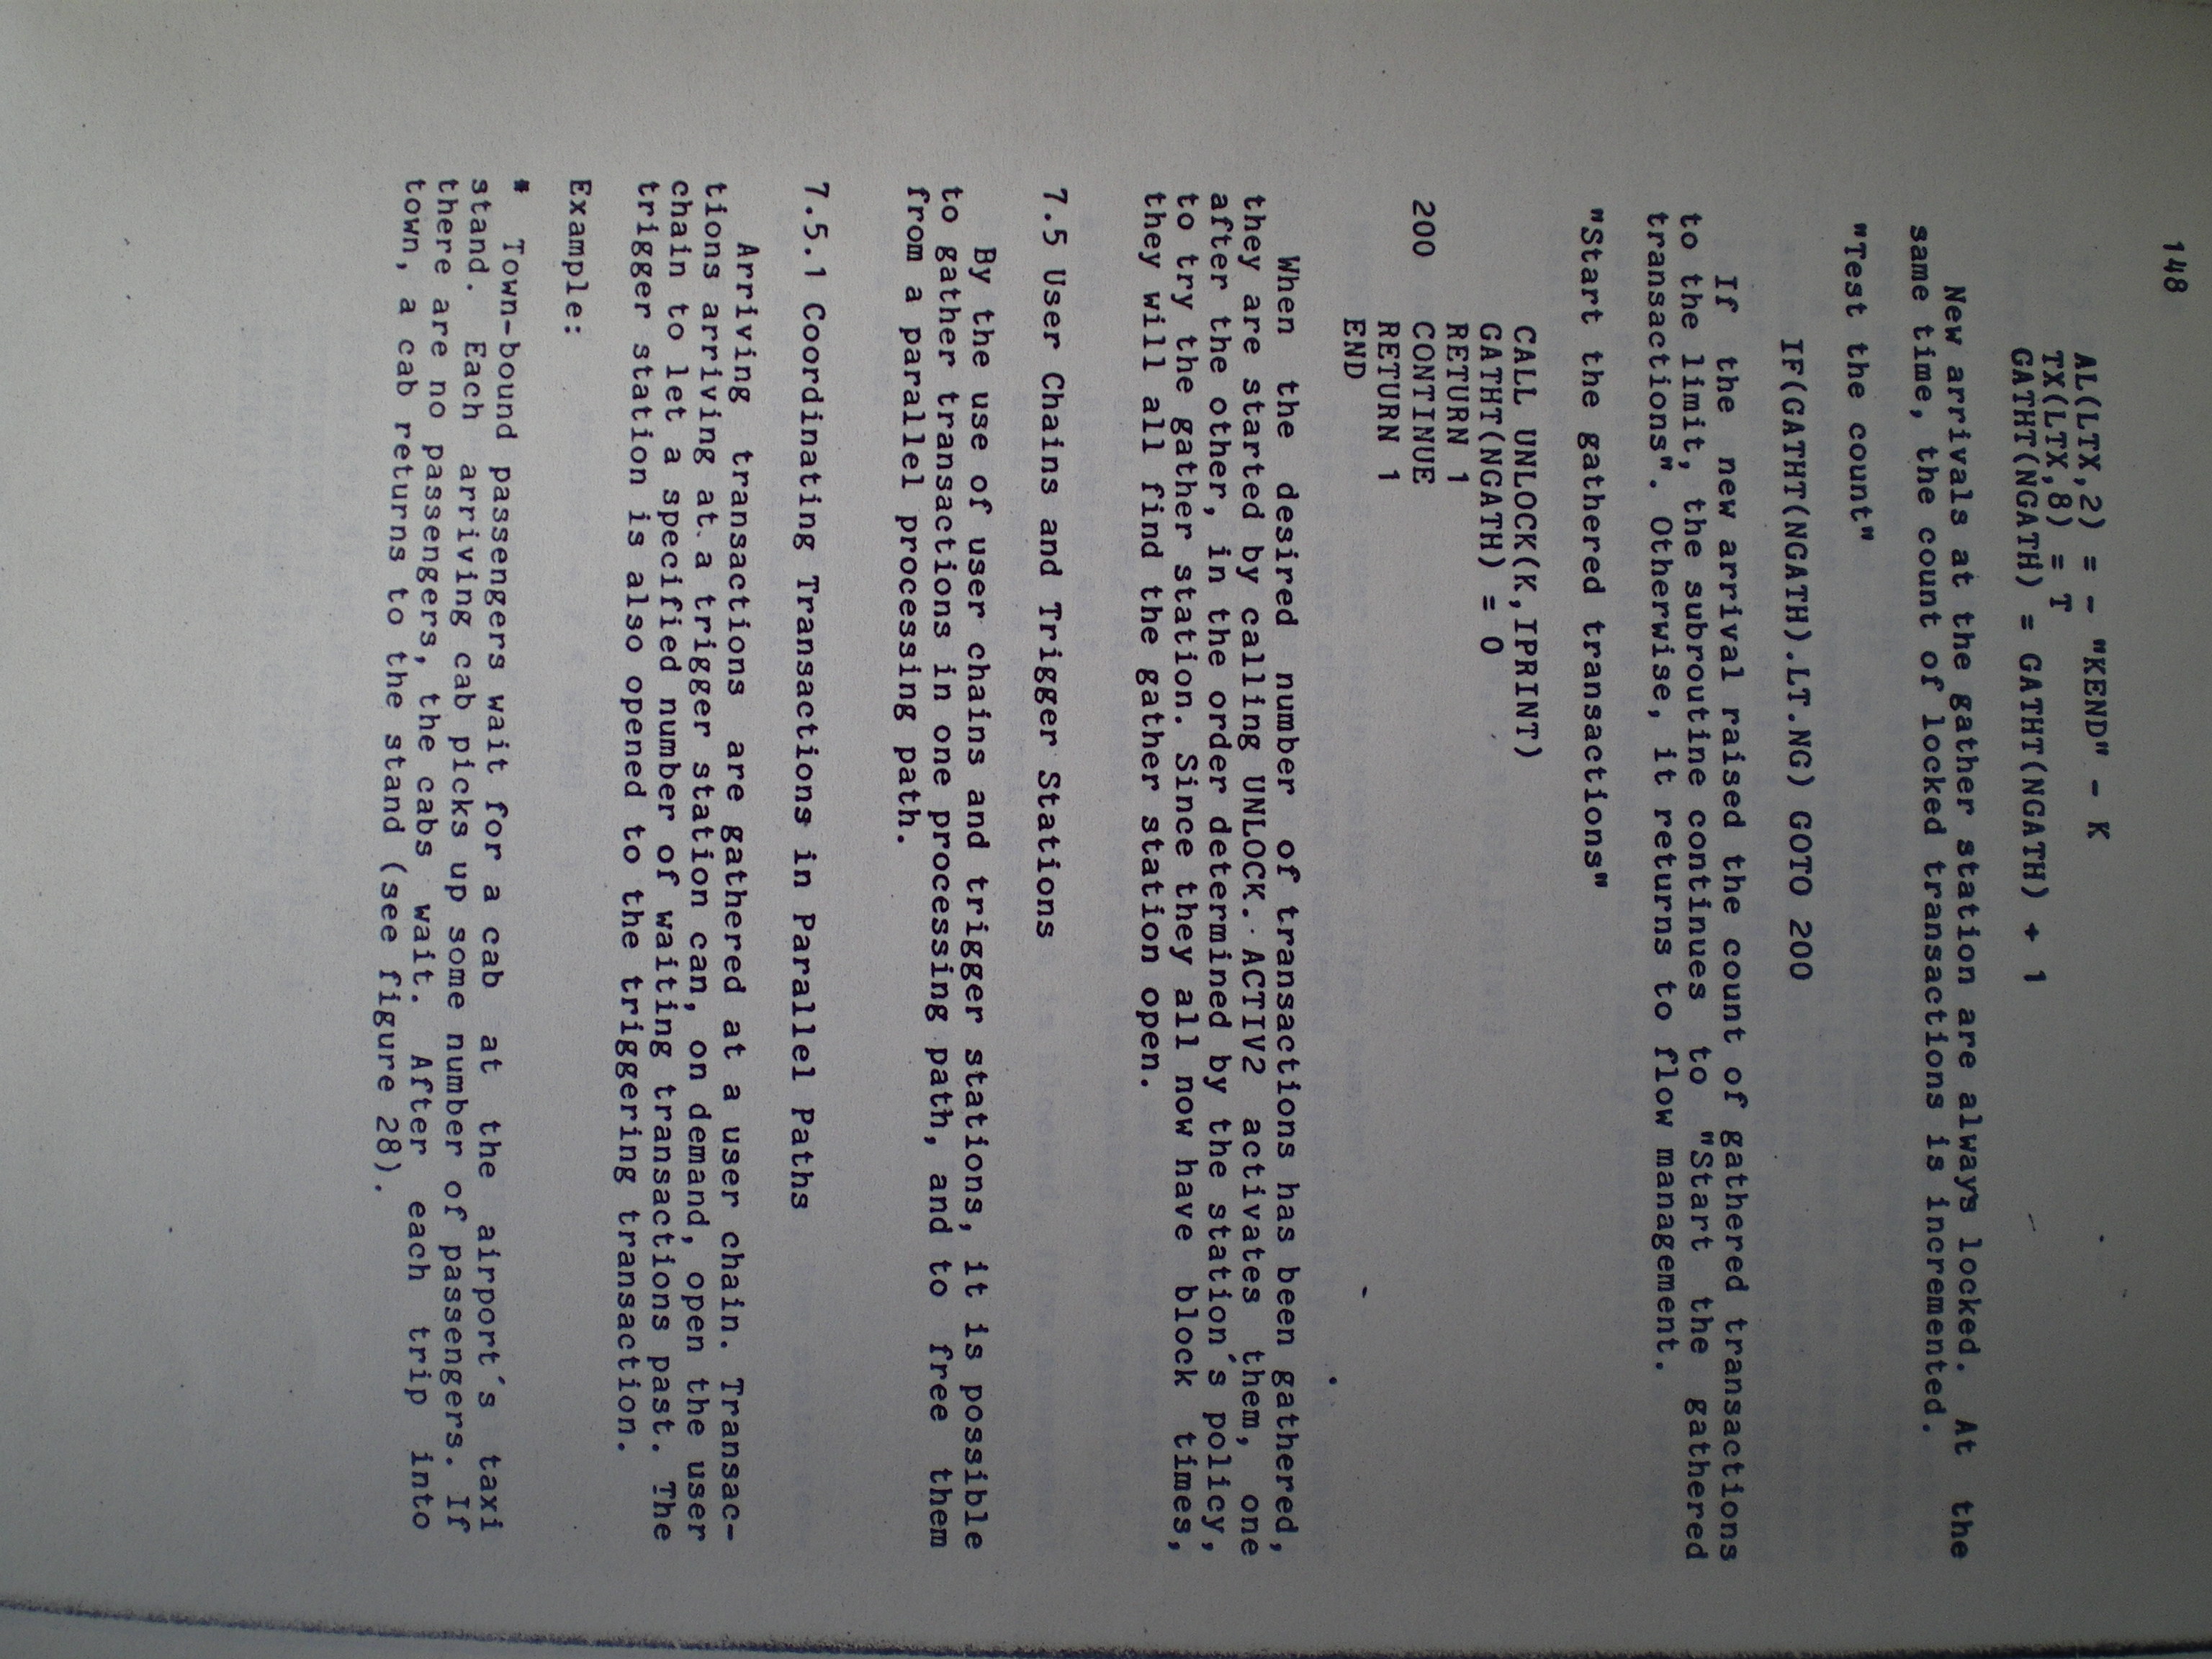 148
AL(LTX,2) = - "KEND" - K
TX(LTX,8) = T
GATHT(NGATH) = GATHT(NGATH) + 1
New arrivals at the gather station are always locked. At the
same time, the count of locked transactions is incremented.
"Test the count"
IF(GATHT(NGATH).LT.NG) GOTO 200
If the new arrival raised the count of gathered transactions
to the limit, the subroutine continues to "Start the gathered
transactions". Otherwise, it returns to flow management.
"Start the gathered transactions"
CALL UNLOCK(K,IPRINT)
GATHT(NGATH) = 0
RETURN 1
200 CONTINUE
RETURN 1
END
When the desired number of transactions has been gathered,
they are started by calling UNLOCK. ACTIV2 activates them, one
after the other, in the order determined by the station´s policy,
to try the gather station. Since they all now have block times,
they will all find the gather station open.
7.5 User Chains and Trigger Stations
By the use of user chains and trigger stations, it is possible
to gather transactions in one processing path, and to free them
from a parallel processing path.
7.5.1 Coordinating Transactions in Parallel Paths
Arriving transactions are gathered at a user chain. Transac-
tions arriving at a trigger station can, on demand, open the user
chain to let a specified number of waiting transactions past. The
trigger station is also opened to the triggering transaction.
Example:
* Town-bound passengers wait for a cab at the airport´s taxi
stand. Each arriving cab picks up some number of passengers. If
there are no passengers, the cabs wait. After each trip into
town, a cab returns to the stand (see figure 28).